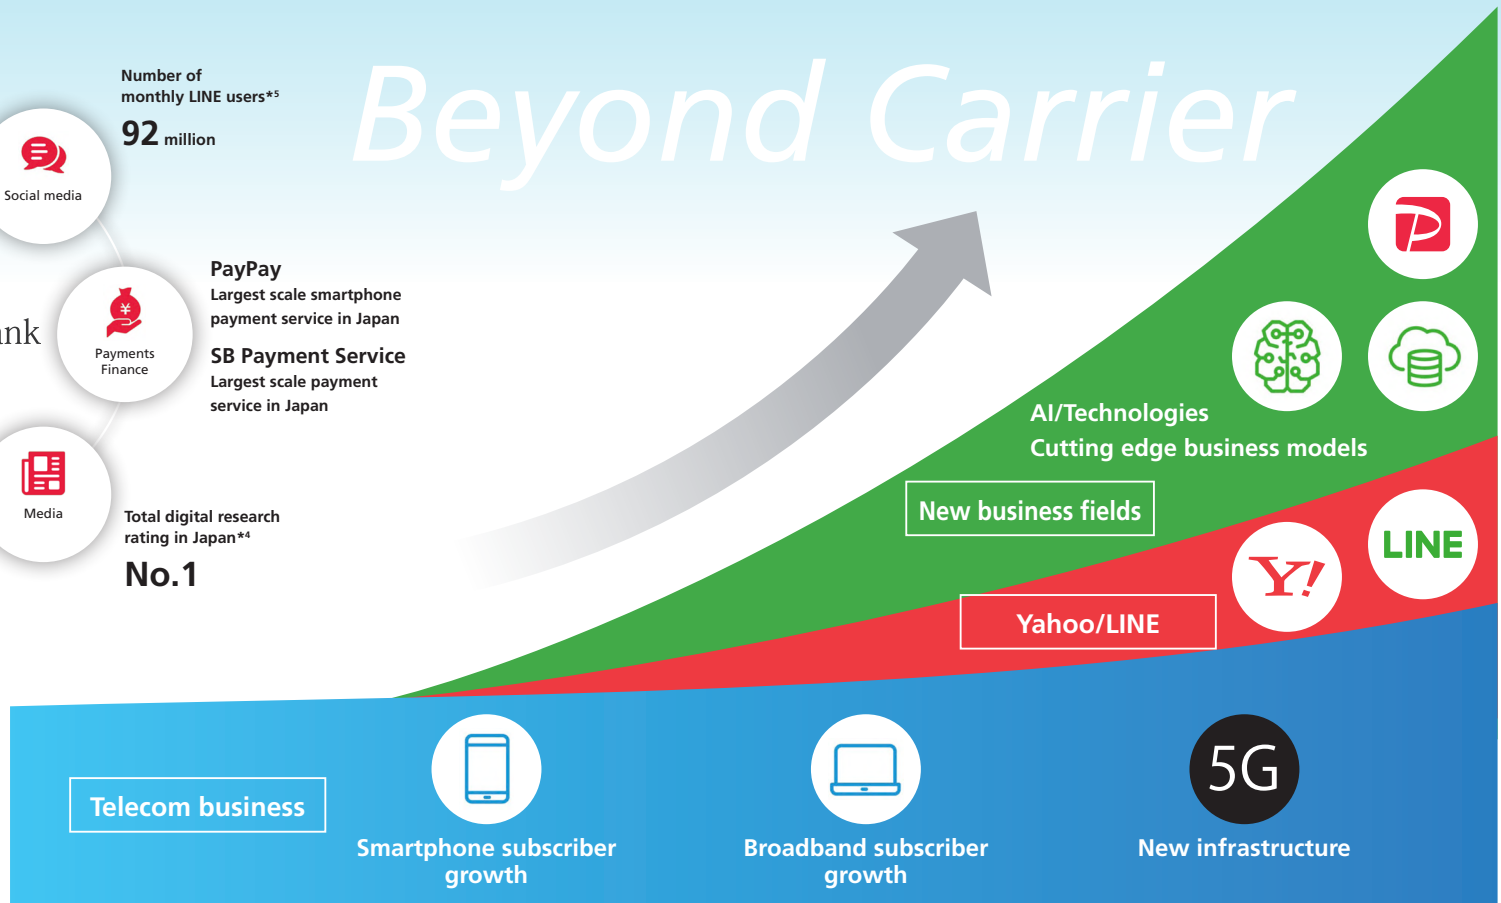 Beyond Carrier
Number of
monthly LINE users*5
92 million
Social media
PayPay
Largest scale smartphone
payment service in Japan
SB Payment Service
Largest scale payment
service in Japan
ank
¥
Payments
Finance
Media
Total digital research
rating in Japan*4
No.1
P
AI/Technologies
Cutting edge business models
New business fields
LINE
Y!
Yahoo/LINE
Telecom business
Smartphone subscriber
growth
Broadband subscriber
growth
5G
New infrastructure